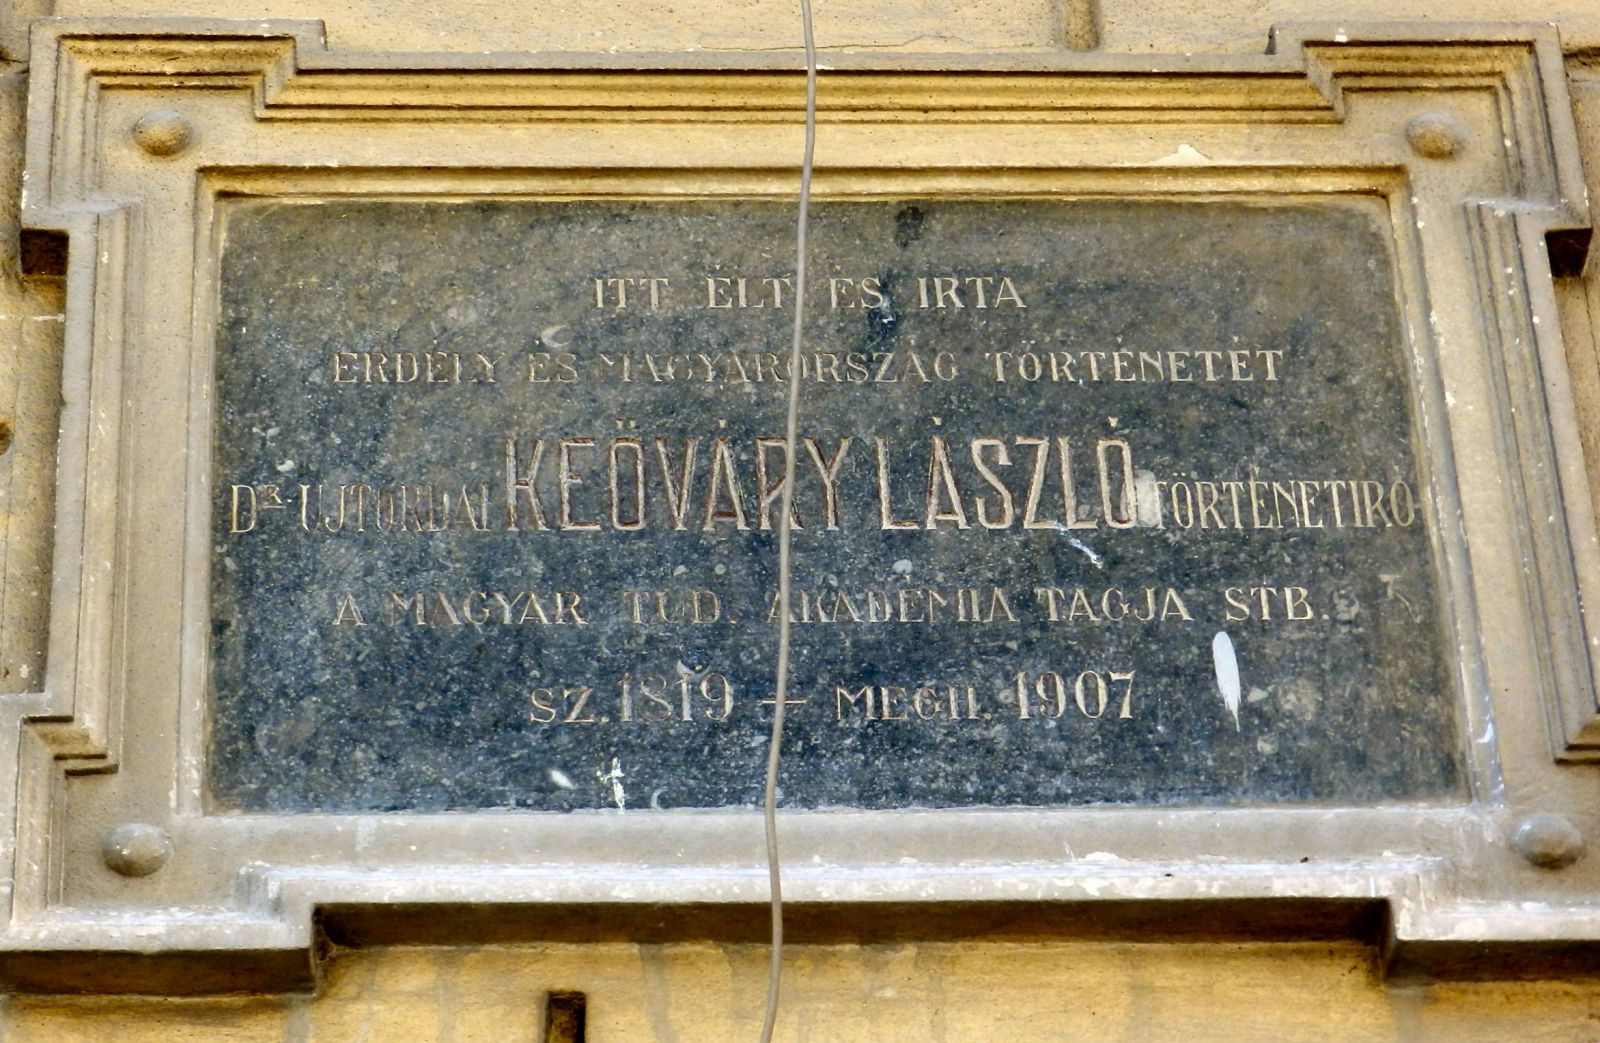 ITT ÉLT ÉS IRTA
ERDÉLY ÉS MAGYARORSZÁG TÖRTÉNETÉT
DR. UJTORDAI KEÖVÁRY LÁSZLÓ TÖRTÉNETIRÓ
A MAGYAR TUD. AKADÉMIA TAGJA STB.
SZ. 1819 — MEGH. 1907